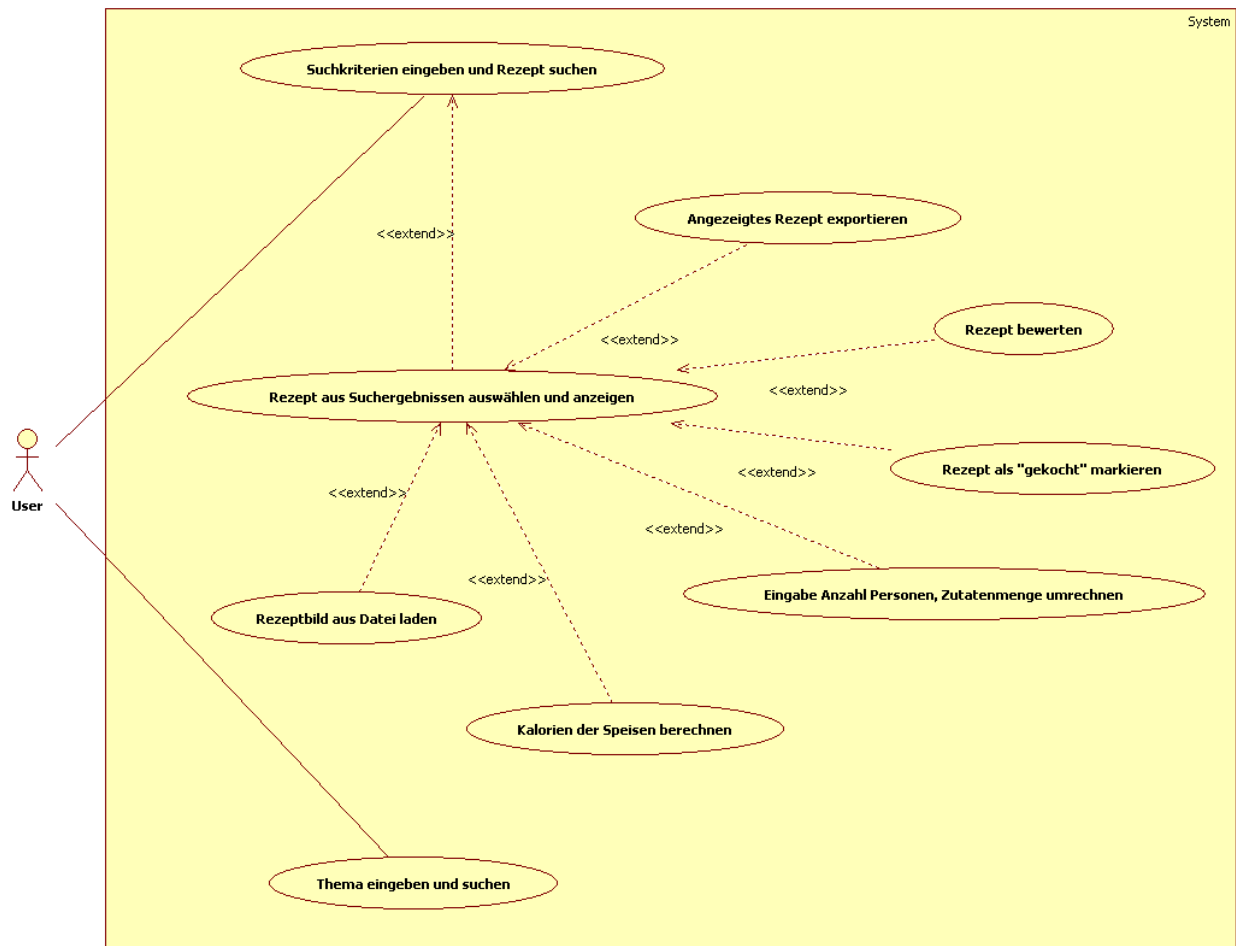 System
Suchkriterien eingeben und Rezept suchen
Angezeigtes Rezept exportieren
<<extend>>
Rezept bewerten
<<extend>>
<<extend>>
Rezept aus Suchergebnissen auswählen und anzeigen
Rezept als "gekocht" markieren
<<extend>>
<<extend>>
User
<<extend>>
<<extend>>
Eingabe Anzahl Personen, Zutatenmenge umrechnen
Rezeptbild aus Datei laden
Kalorien der Speisen berechnen
Thema eingeben und suchen